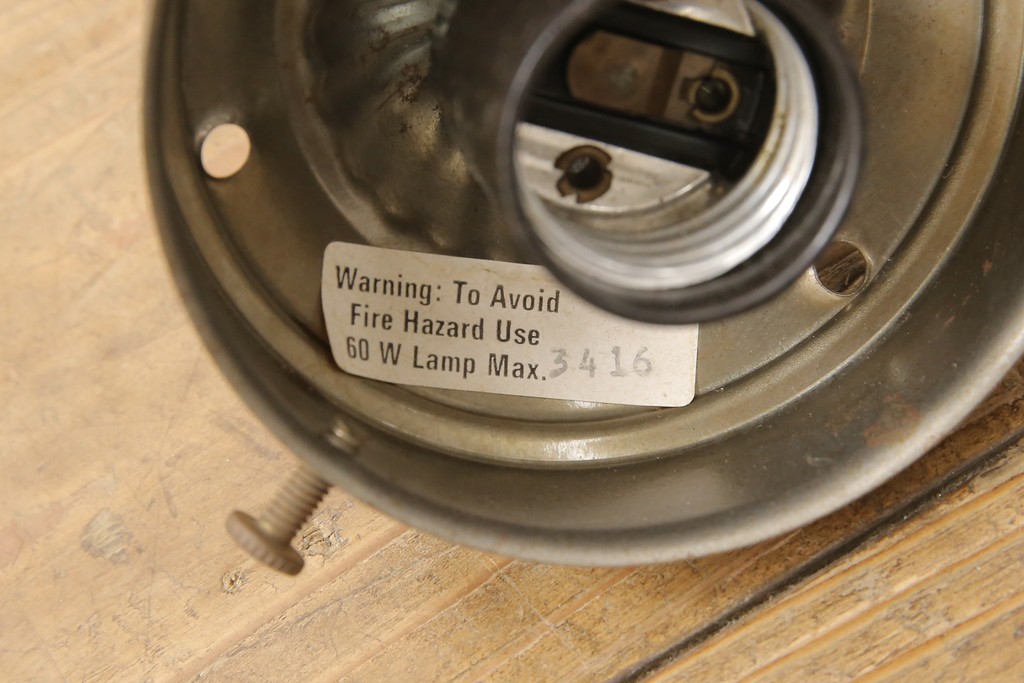 Warning: To Avoid
Fire Hazard Use
60 W Lamp Max. 3416